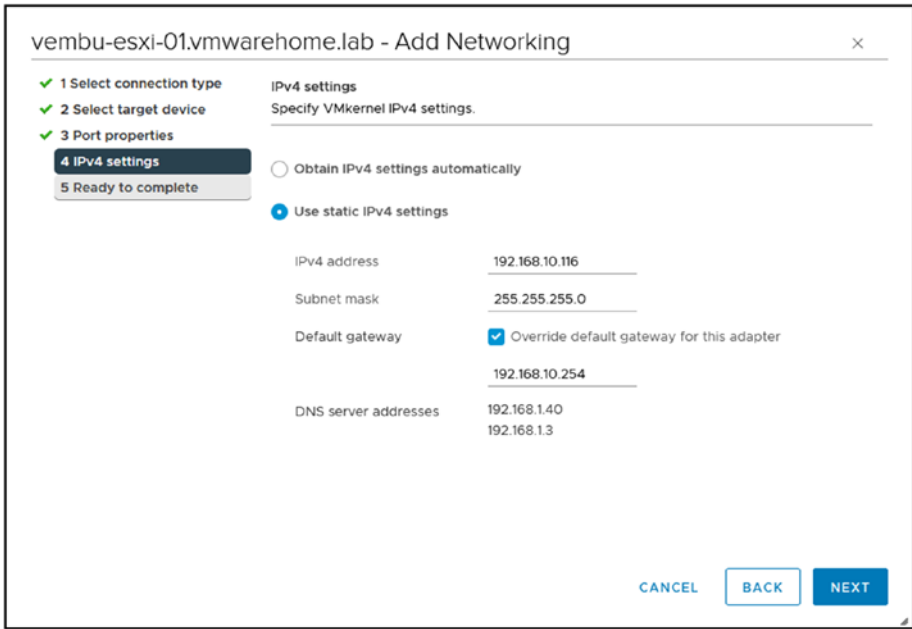 vembu-esxi-01.vmwarehome.lab - Add Networking
1 Select connection type
2 Select target device
3 Port properties
4 IPv4 settings
5 Ready to complete
IPv4 settings
Specify VMkernel IPv4 settings.
Obtain IPv4 settings automatically
Use static IPv4 settings
IPv4 address 192.168.10.116
Subnet mask 255.255.255.0
Default gateway Override default gateway for this adapter
192.168.10.254
DNS server addresses 192.168.1.40
192.168.1.3
CANCEL BACK NEXT